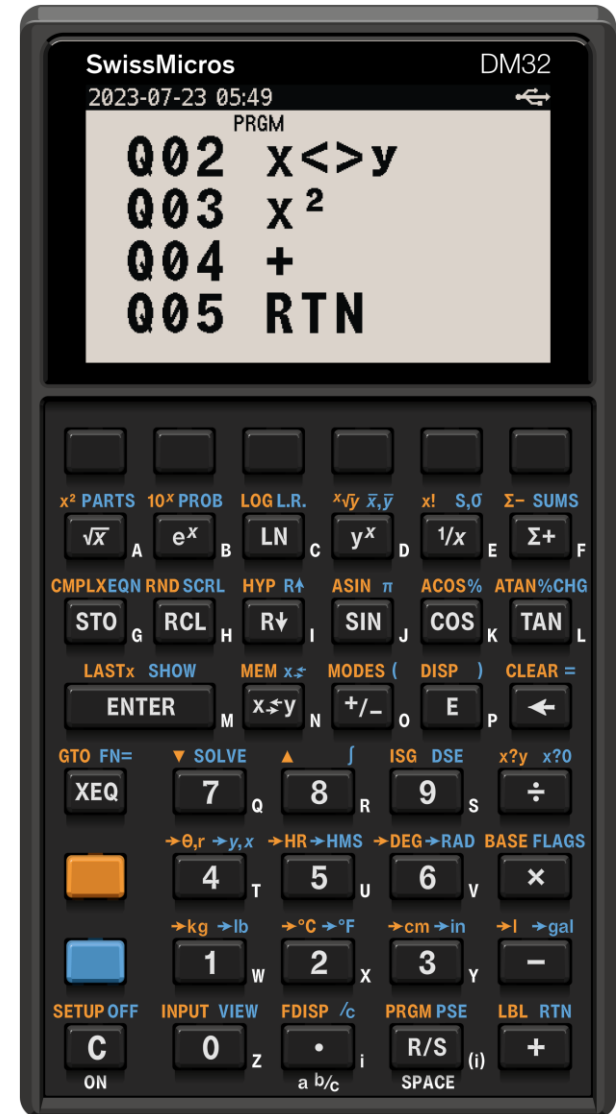 SwissMicros DM32
2023-07-23 05:49
PRGM
Q02 x<>y
Q03 x²
Q04 +
Q05 RTN
x² PARTS 10ˣ PROB LOG L.R. ˣ√y x̄,ȳ x! S,σ Σ− SUMS
√x A eˣ B LN C yˣ D 1/x E Σ+ F
CMPLX EQN RND SCRL HYP R↑ ASIN π ACOS % ATAN %CHG
STO G RCL H R↓ I SIN J COS K TAN L
LASTx SHOW MEM x⇄ MODES ( DISP ) CLEAR =
ENTER M x⇄y N +/− O E P ←
GTO FN= ▼ SOLVE ▲ ∫ ISG DSE x?y x?0
XEQ 7 Q 8 R 9 S ÷
→θ,r →y,x →HR →HMS →DEG →RAD BASE FLAGS
4 T 5 U 6 V ×
→kg →lb →°C →°F →cm →in →l →gal
1 W 2 X 3 Y −
SETUP OFF INPUT VIEW FDISP /c PRGM PSE LBL RTN
C 0 Z • i R/S (i) +
ON a b/c SPACE